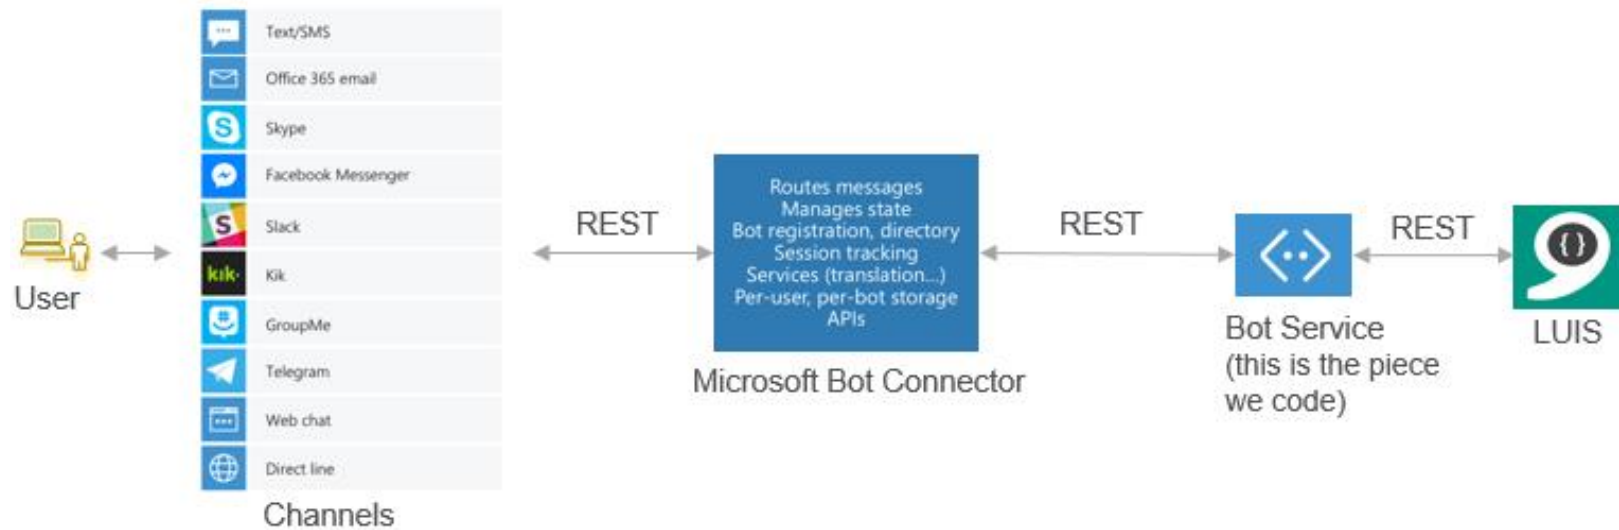 Text/SMS
Office 365 email
Skype
Facebook Messenger
S
Slack
kik·
Kik
GroupMe
Telegram
Web chat
Direct line
Channels
User
REST
Routes messages
Manages state
Bot registration, directory
Session tracking
Services (translation...)
Per-user, per-bot storage
APIs
Microsoft Bot Connector
REST
Bot Service
(this is the piece
we code)
REST
LUIS